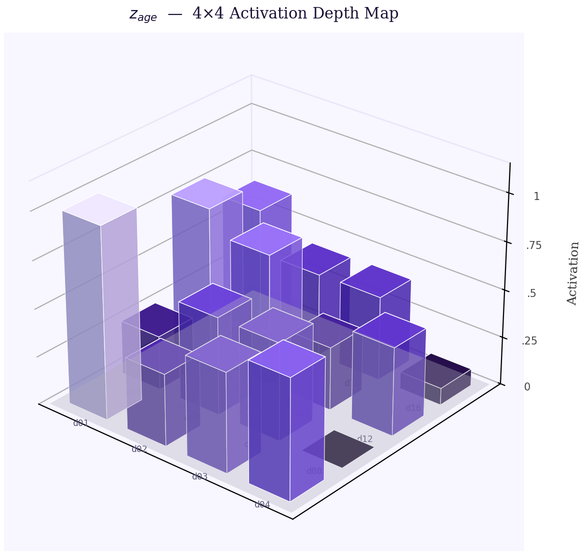 z_age — 4×4 Activation Depth Map
1
.75
.5
.25
0
Activation
d01
d02
d03
d04
d12
d16